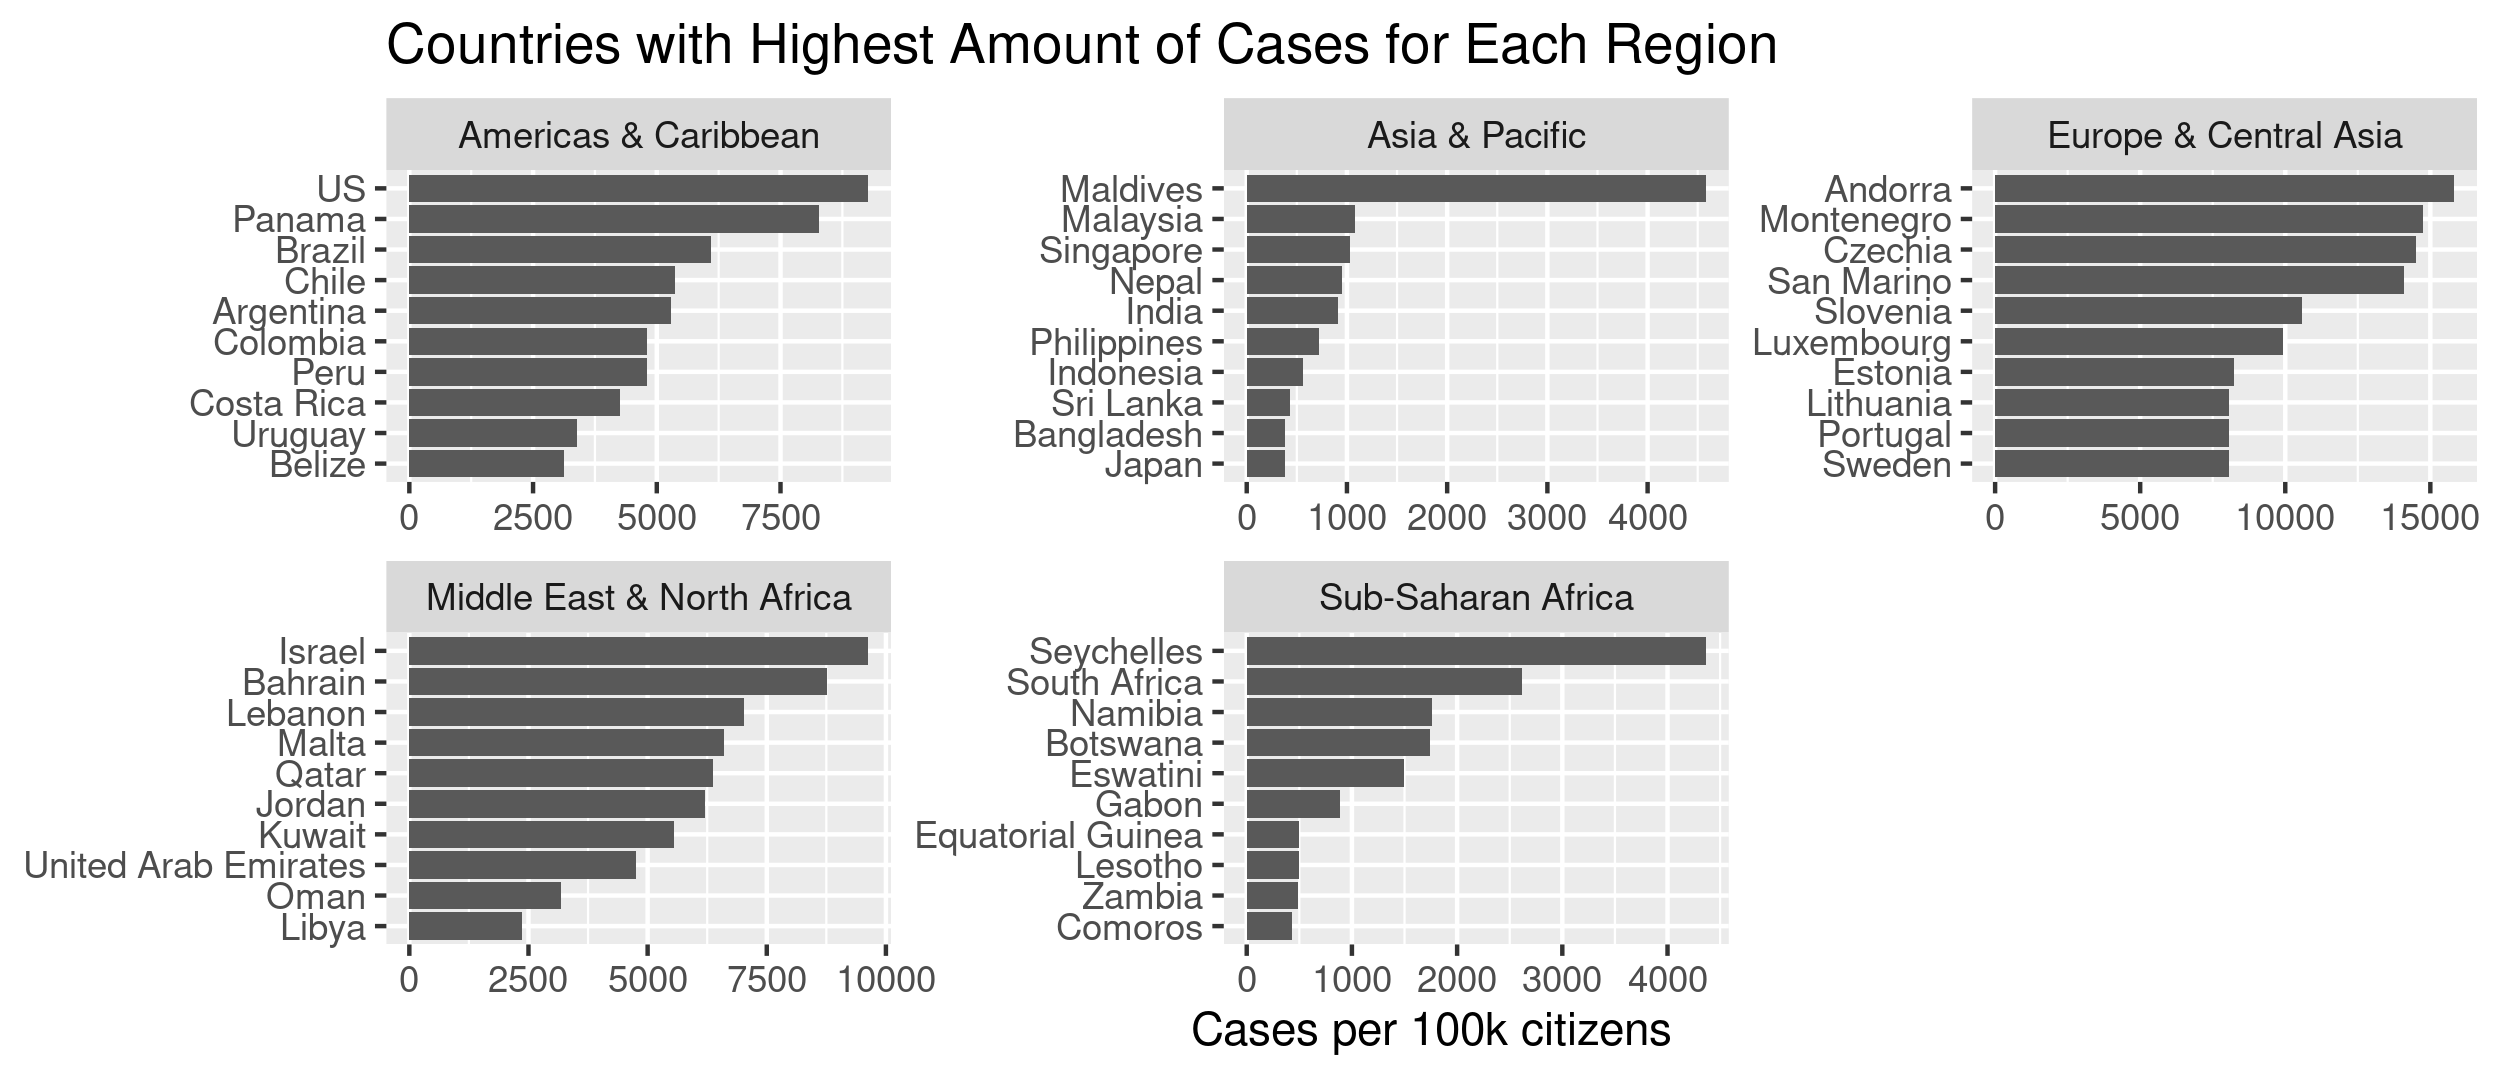 Countries with Highest Amount of Cases for Each Region
Americas & Caribbean
US
Panama
Brazil
Chile
Argentina
Colombia
Peru
Costa Rica
Uruguay
Belize
0 2500 5000 7500
Asia & Pacific
Maldives
Malaysia
Singapore
Nepal
India
Philippines
Indonesia
Sri Lanka
Bangladesh
Japan
0 1000 2000 3000 4000
Europe & Central Asia
Andorra
Montenegro
Czechia
San Marino
Slovenia
Luxembourg
Estonia
Lithuania
Portugal
Sweden
0 5000 10000 15000
Middle East & North Africa
Israel
Bahrain
Lebanon
Malta
Qatar
Jordan
Kuwait
United Arab Emirates
Oman
Libya
0 2500 5000 7500 10000
Sub-Saharan Africa
Seychelles
South Africa
Namibia
Botswana
Eswatini
Gabon
Equatorial Guinea
Lesotho
Zambia
Comoros
0 1000 2000 3000 4000
Cases per 100k citizens